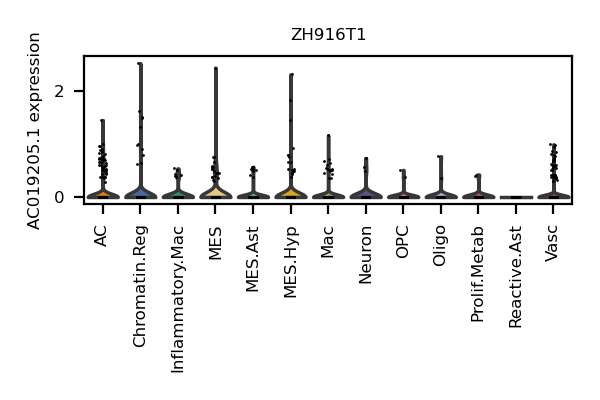 ZH916T1
AC019205.1 expression
2
0
AC
Chromatin.Reg
Inflammatory.Mac
MES
MES.Ast
MES.Hyp
Mac
Neuron
OPC
Oligo
Prolif.Metab
Reactive.Ast
Vasc